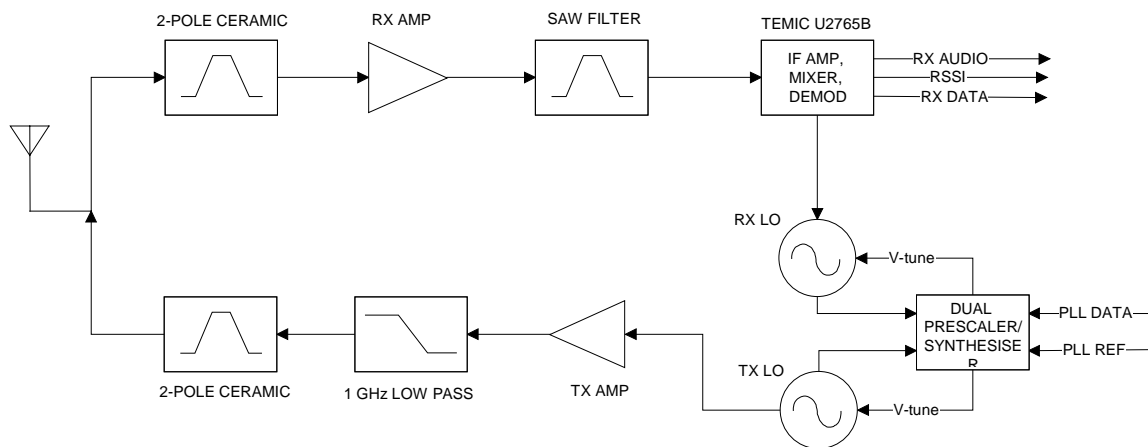 2-POLE CERAMIC
RX AMP
SAW FILTER
TEMIC U2765B
IF AMP,
MIXER,
DEMOD
RX AUDIO
RSSI
RX DATA
RX LO
V-tune
DUAL
PRESCALER/
SYNTHESISE
R
PLL DATA
PLL REF
TX LO
V-tune
2-POLE CERAMIC
1 GHz LOW PASS
TX AMP